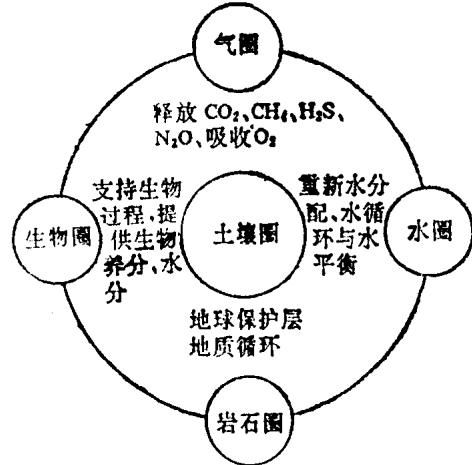 气圈
释放 CO₂、CH₄、H₂S、
N₂O、吸收O₂
支持生物
过程，提
供生物
养分、水
分
生物圈
土壤圈
重新水分
配、水循
环与水
平衡
水圈
地球保护层
地质循环
岩石圈